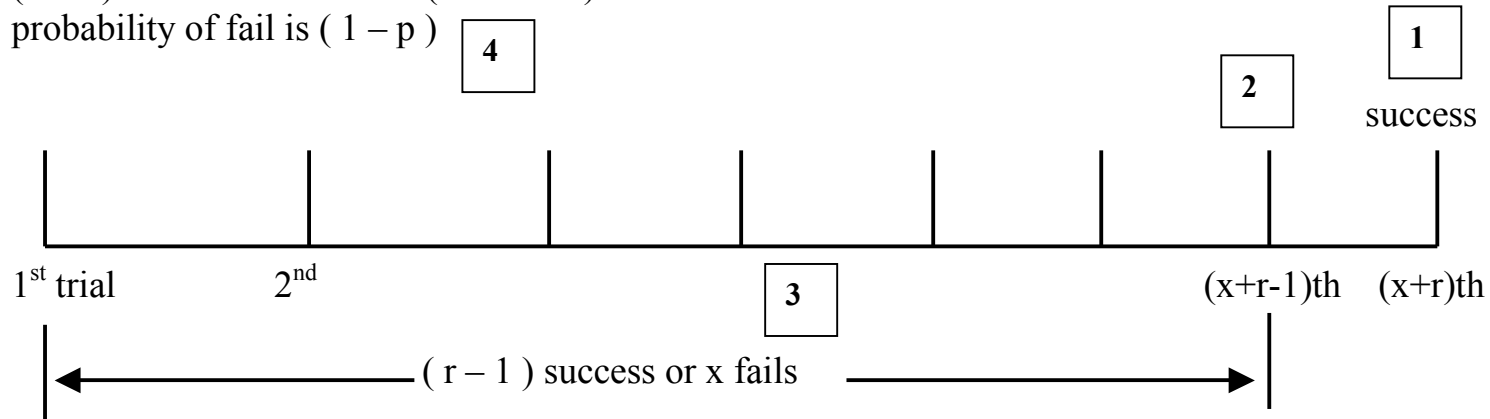 probability of fail is ( 1 – p )
4
1
2
success
1st trial 2nd (x+r-1)th (x+r)th
3
( r – 1 ) success or x fails